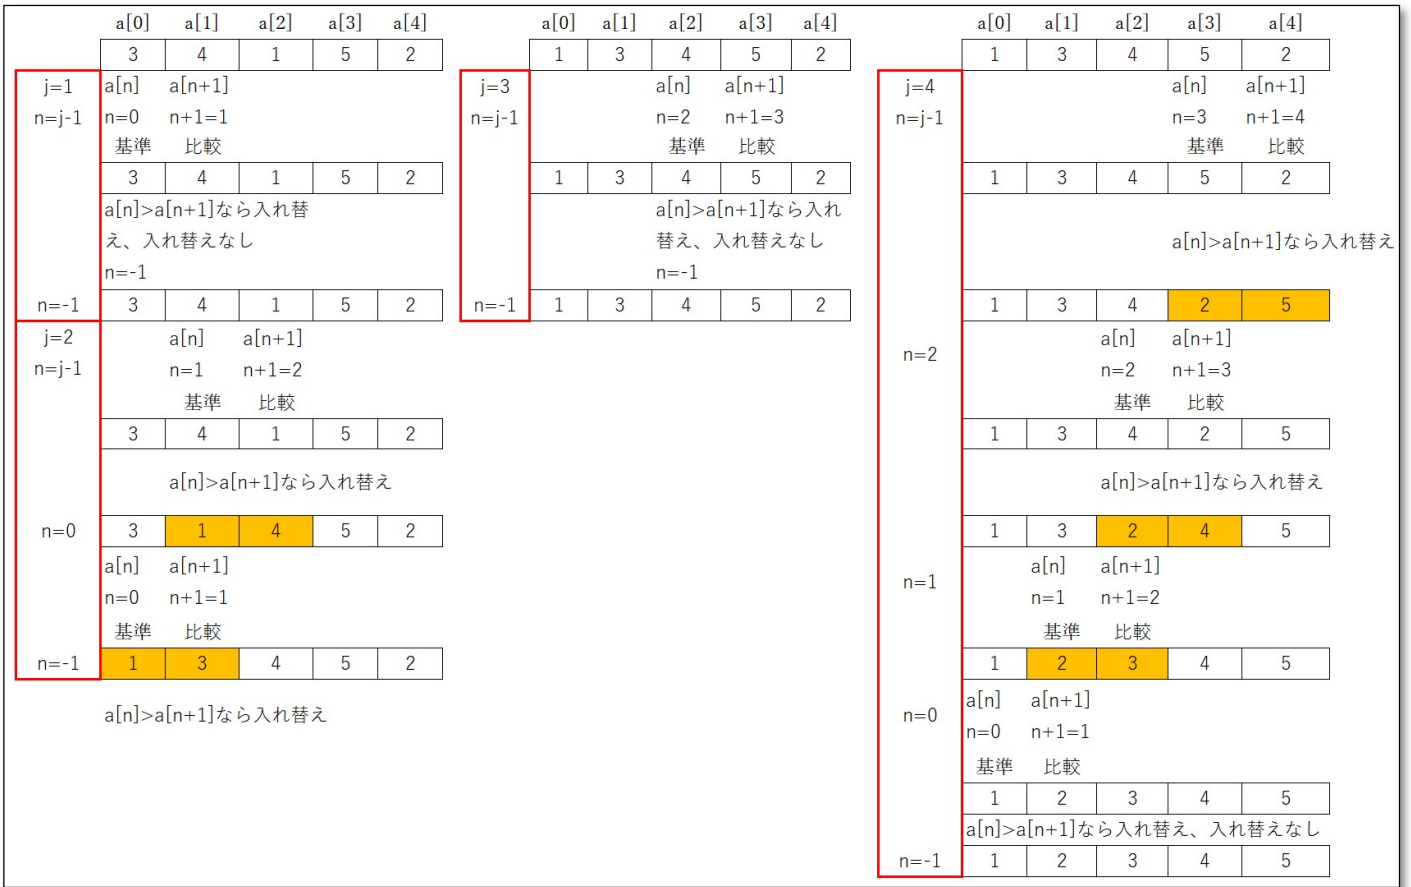 a[0] a[1] a[2] a[3] a[4]
3 4 1 5 2
j=1 a[n] a[n+1]
n=j-1 n=0 n+1=1
基準 比較
3 4 1 5 2
a[n]>a[n+1]なら入れ替
え、入れ替えなし
n=-1
n=-1 3 4 1 5 2
j=2 a[n] a[n+1]
n=j-1 n=1 n+1=2
基準 比較
3 4 1 5 2
a[n]>a[n+1]なら入れ替え
n=0 3 1 4 5 2
a[n] a[n+1]
n=0 n+1=1
基準 比較
n=-1 1 3 4 5 2
a[n]>a[n+1]なら入れ替え
a[0] a[1] a[2] a[3] a[4]
1 3 4 5 2
j=3 a[n] a[n+1]
n=j-1 n=2 n+1=3
基準 比較
1 3 4 5 2
a[n]>a[n+1]なら入れ
替え、入れ替えなし
n=-1
n=-1 1 3 4 5 2
a[0] a[1] a[2] a[3] a[4]
1 3 4 5 2
j=4 a[n] a[n+1]
n=j-1 n=3 n+1=4
基準 比較
1 3 4 5 2
a[n]>a[n+1]なら入れ替え
1 3 4 2 5
a[n] a[n+1]
n=2
n=2 n+1=3
基準 比較
1 3 4 2 5
a[n]>a[n+1]なら入れ替え
1 3 2 4 5
a[n] a[n+1]
n=1
n=1 n+1=2
基準 比較
1 2 3 4 5
a[n] a[n+1]
n=0
n=0 n+1=1
基準 比較
1 2 3 4 5
a[n]>a[n+1]なら入れ替え、入れ替えなし
n=-1 1 2 3 4 5